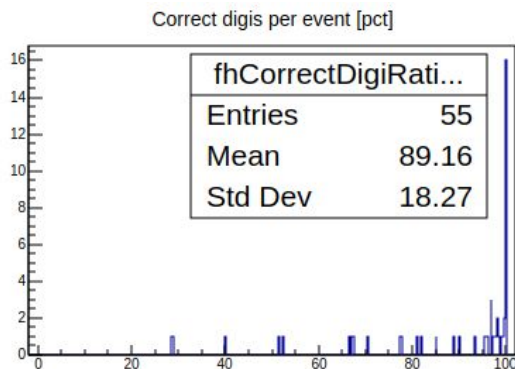 Correct digis per event [pct]
fhCorrectDigiRati...
Entries 55
Mean 89.16
Std Dev 18.27
16
14
12
10
8
6
4
2
0
0 20 40 60 80 100